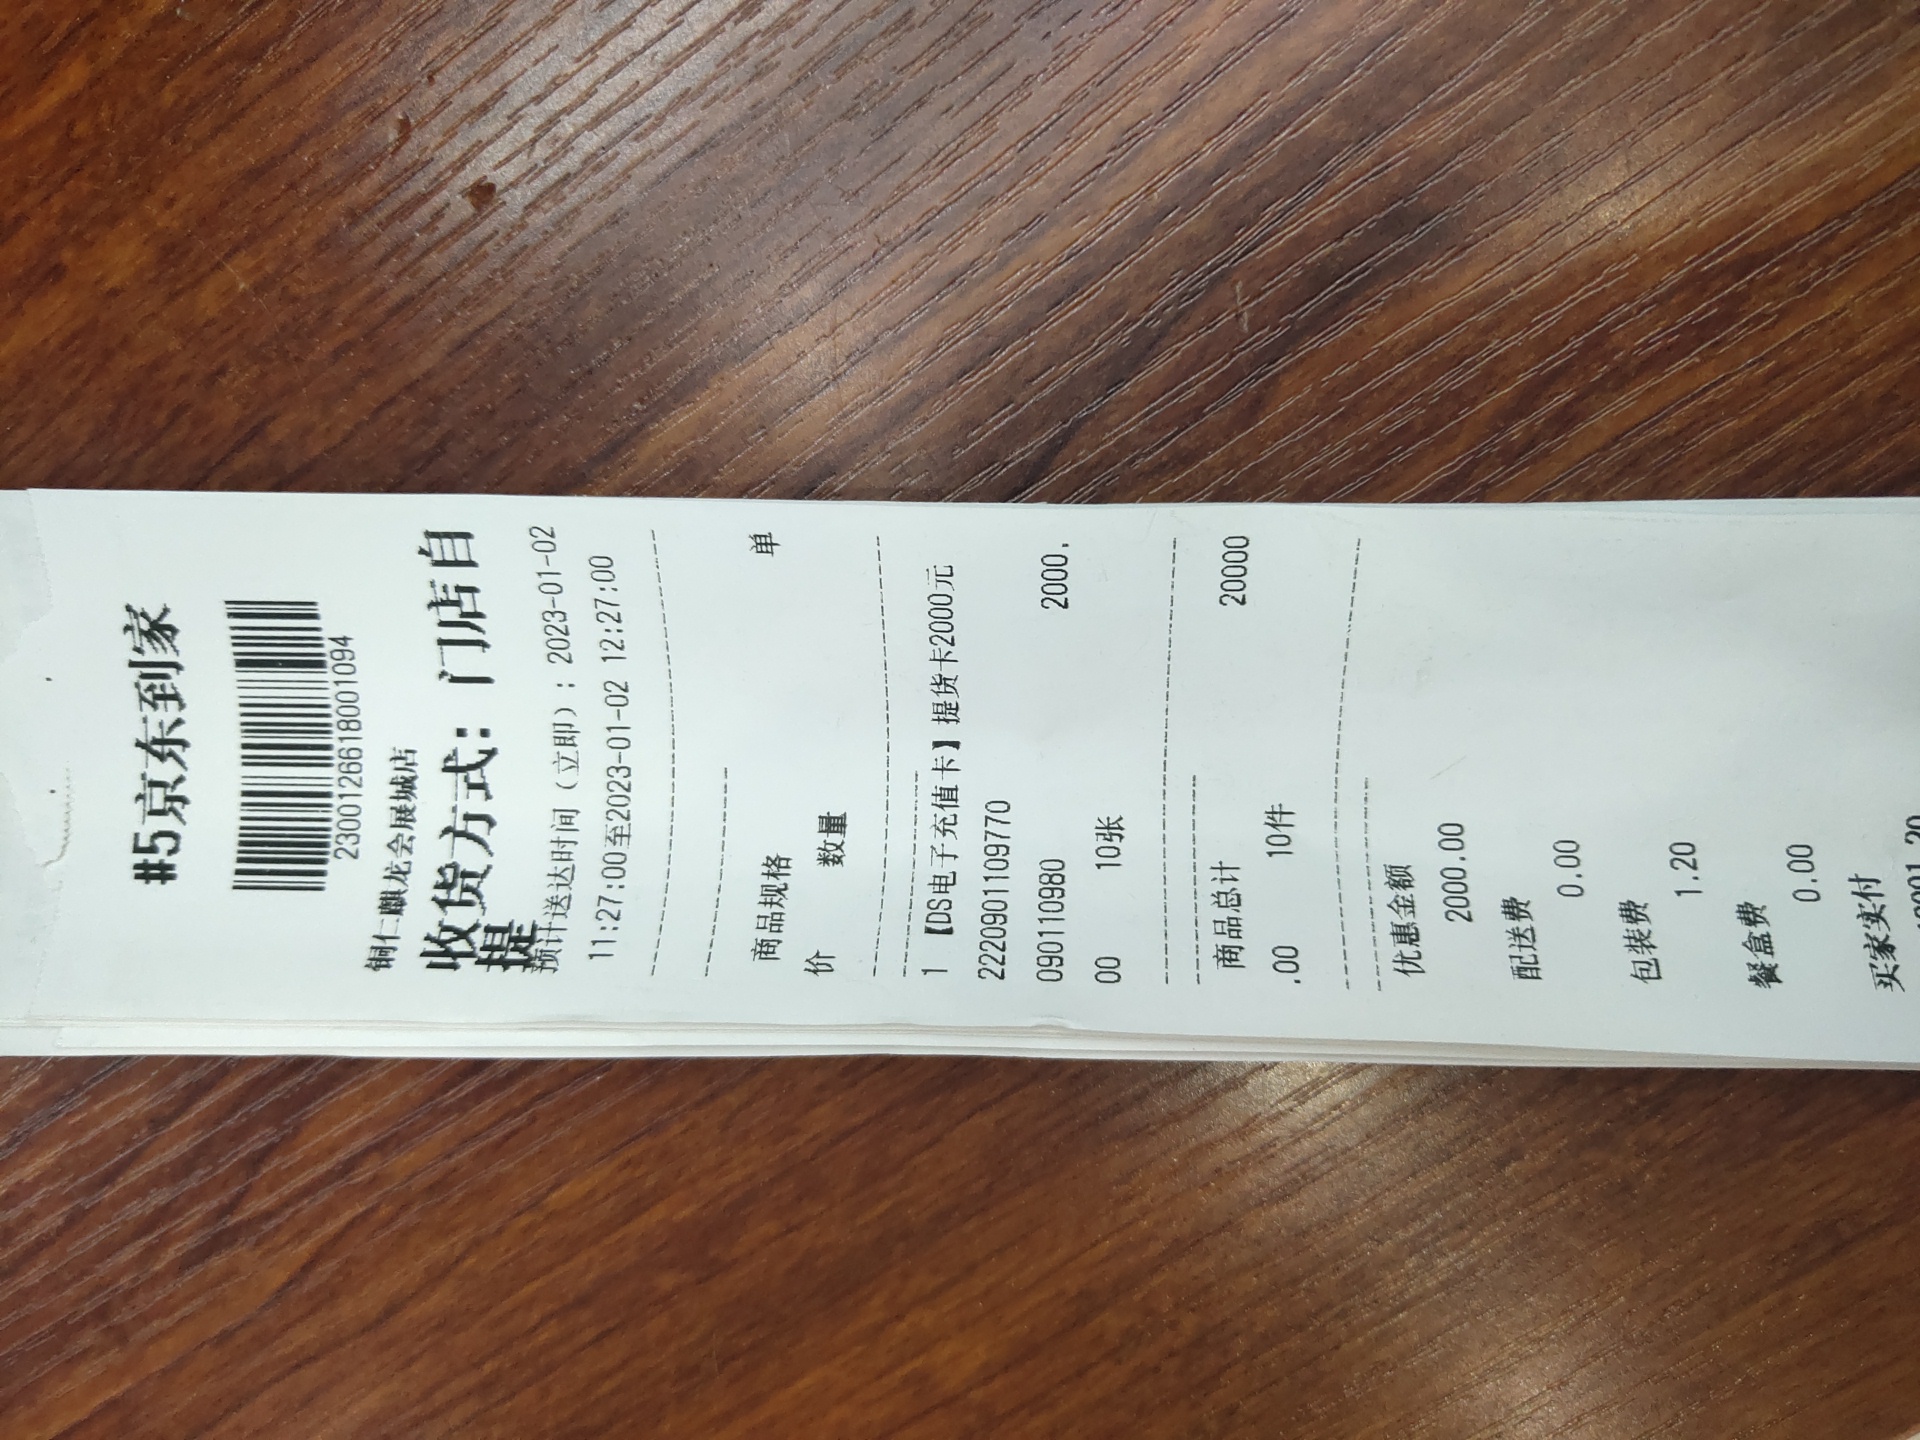 #5京东到家
2300126618001094
铜仁麒龙会展城店
收货方式：门店自
提
预计送达时间（立即）：2023-01-02
11:27:00至2023-01-02 12:27:00
商品规格 单
价 数量
1 【DS电子充值卡】提货卡2000元
2220901109770
0901110980 2000.
00 10张
商品总计 20000
.00 10件
优惠金额
2000.00
配送费
0.00
包装费
1.20
餐盒费
0.00
买家实付